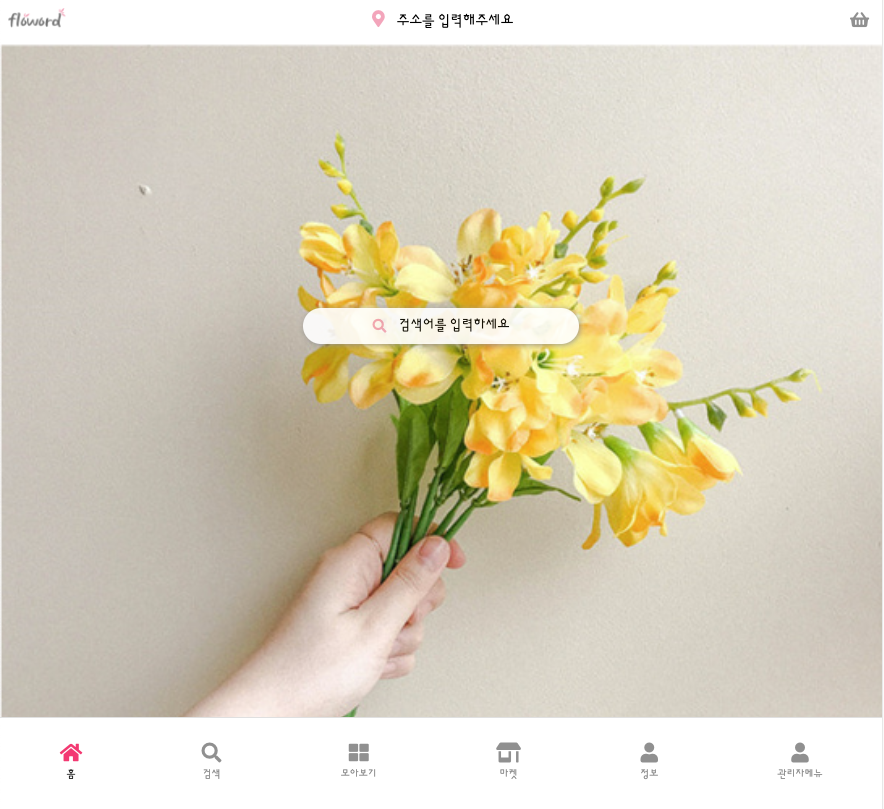 floword
주소를 입력해주세요
검색어를 입력하세요
홈
검색
모아보기
마켓
정보
관리자메뉴